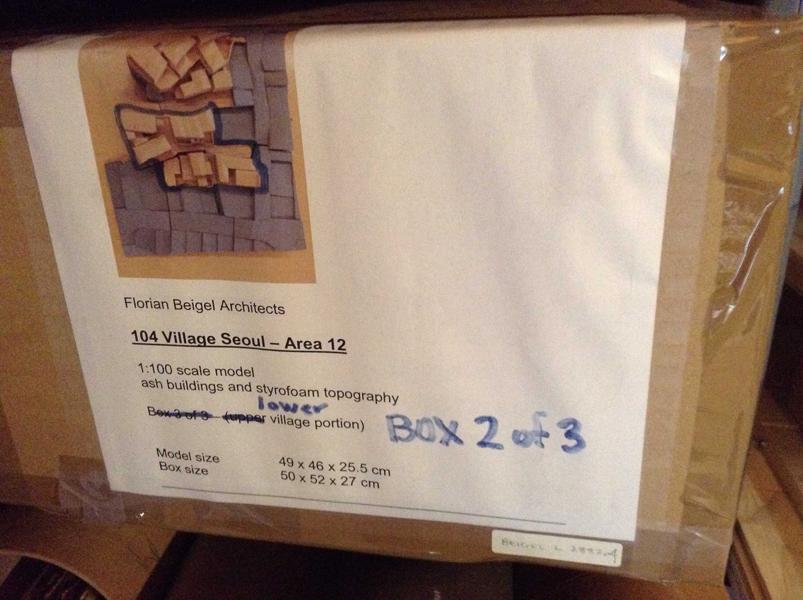 Florian Beigel Architects
104 Village Seoul – Area 12
1:100 scale model
ash buildings and styrofoam topography
lower
Box 3 of 3 (upper village portion) BOX 2 of 3
Model size 49 x 46 x 25.5 cm
Box size 50 x 52 x 27 cm